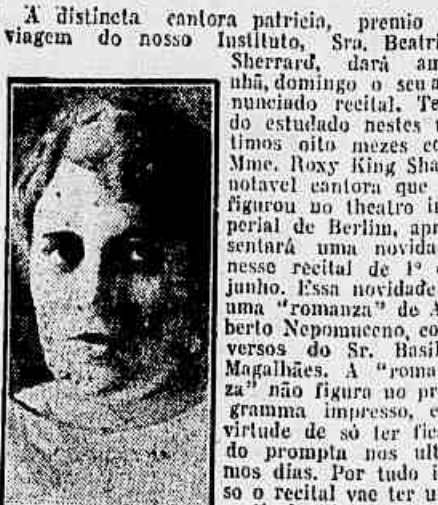 A distincta cantora patricia, premio
viagem do nosso Instituto, Sra. Beatri
Sherrard, dará am
nhã, domingo o seu a
nunciado recital. Te
do estudado nestes
timos oito mezes co
Mme. Roxy King Sha
notavel cantora que
figurou no theatro im
perial de Berlim, apr
sentará uma novida
nesse recital de 1º
junho. Essa novidade
uma "romanza" de A
berto Nepomuceno, co
versos do Sr. Basil
Magalhães. A "roma
za" não figura no pr
gramma impresso, e
virtude de só ter fic
do prompta nos ult
mos dias. Por tudo i
so o recital vae ter u